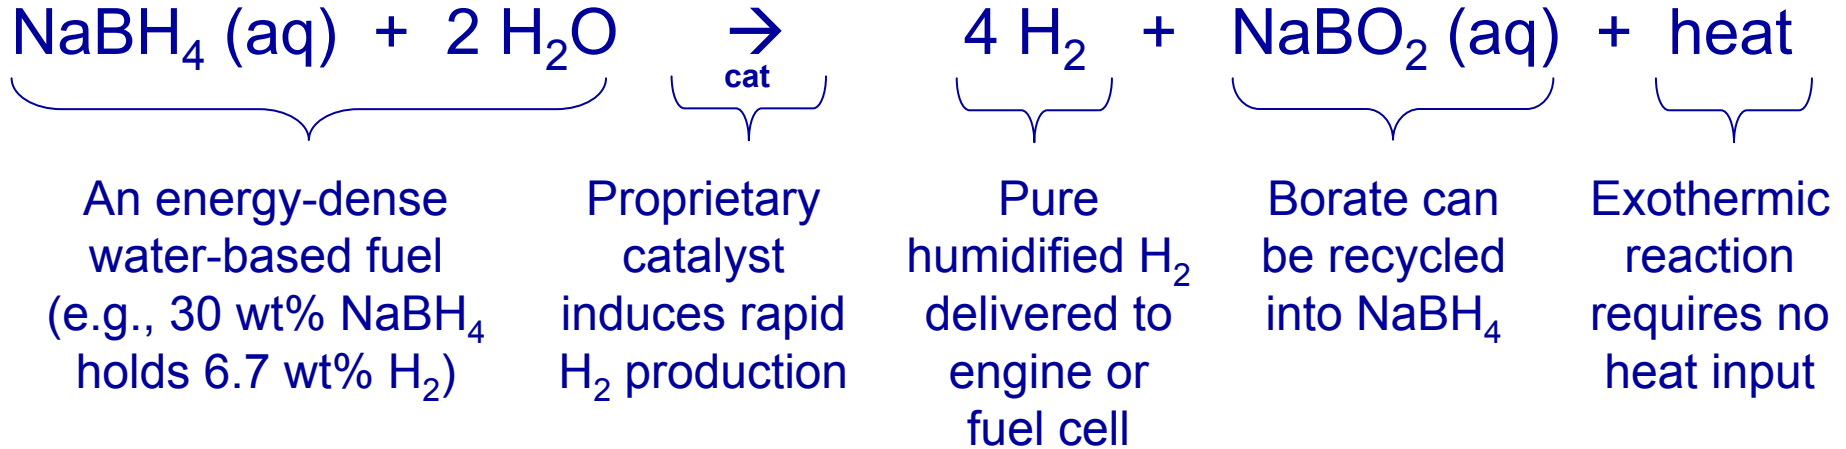 NaBH₄ (aq) + 2 H₂O → 4 H₂ + NaBO₂ (aq) + heat
cat
An energy-dense
water-based fuel
(e.g., 30 wt% NaBH₄
holds 6.7 wt% H₂)
Proprietary
catalyst
induces rapid
H₂ production
Pure
humidified H₂
delivered to
engine or
fuel cell
Borate can
be recycled
into NaBH₄
Exothermic
reaction
requires no
heat input